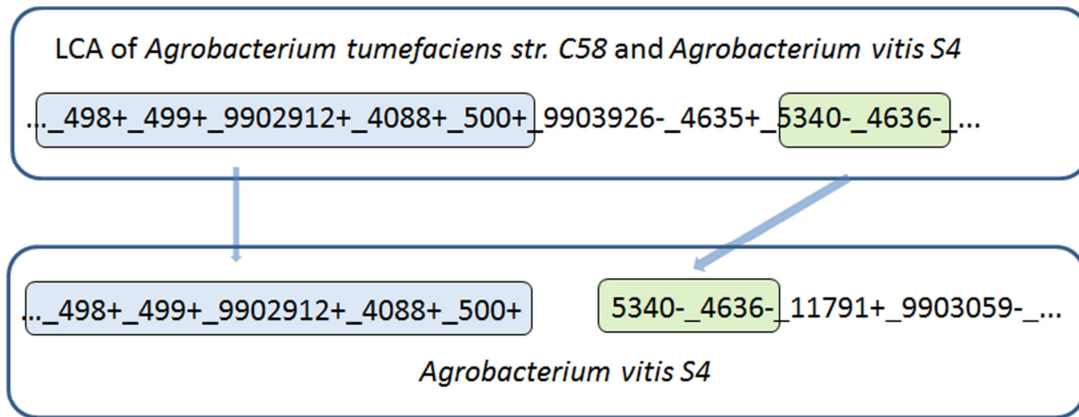 LCA of Agrobacterium tumefaciens str. C58 and Agrobacterium vitis S4
..._498+_499+_9902912+_4088+_500+_9903926-_4635+_5340-_4636-_...
..._498+_499+_9902912+_4088+_500+ 5340-_4636-_11791+_9903059-_...
Agrobacterium vitis S4